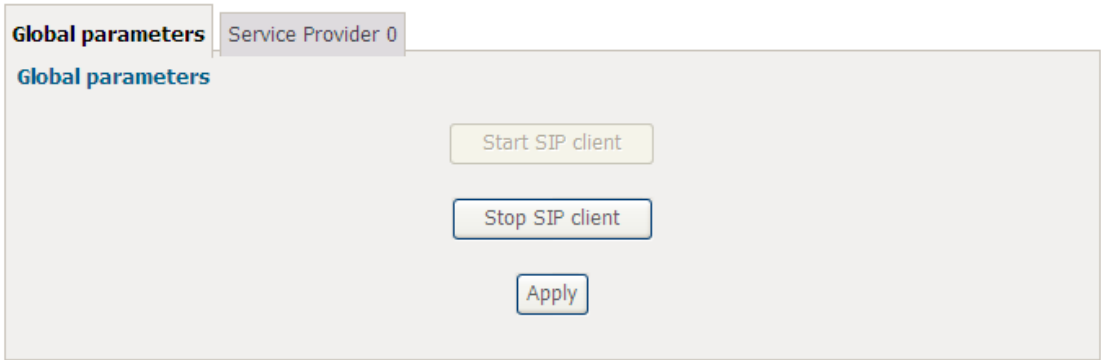 Global parameters Service Provider 0
Global parameters
Start SIP client
Stop SIP client
Apply